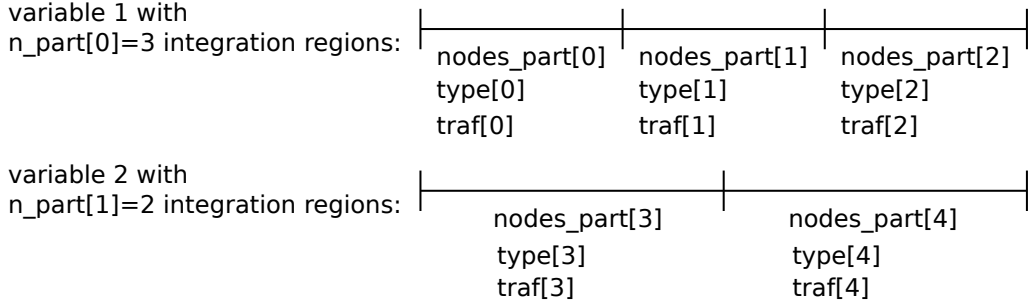 variable 1 with
n_part[0]=3 integration regions:
nodes_part[0] nodes_part[1] nodes_part[2]
type[0] type[1] type[2]
traf[0] traf[1] traf[2]
variable 2 with
n_part[1]=2 integration regions:
nodes_part[3] nodes_part[4]
type[3] type[4]
traf[3] traf[4]